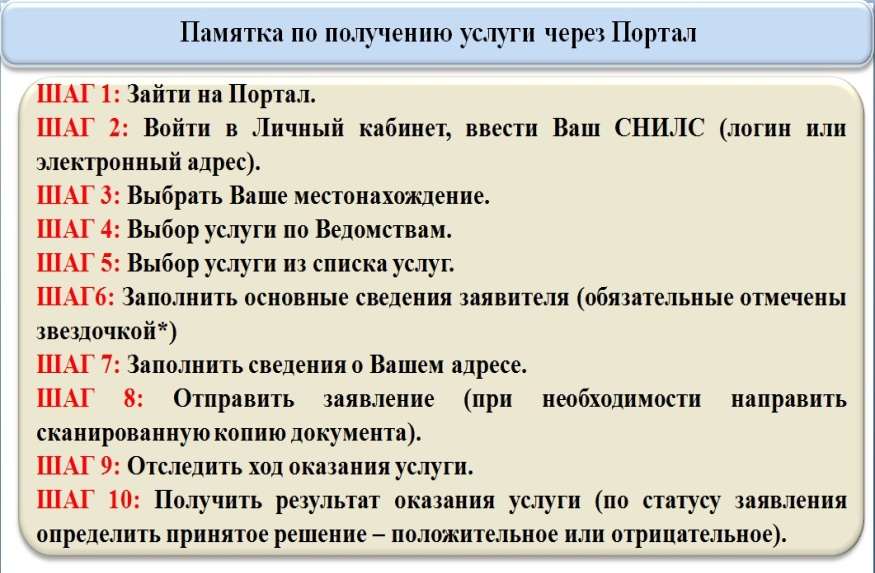 Памятка по получению услуги через Портал
ШАГ 1: Зайти на Портал.
ШАГ 2: Войти в Личный кабинет, ввести Ваш СНИЛС (логин или
электронный адрес).
ШАГ 3: Выбрать Ваше местонахождение.
ШАГ 4: Выбор услуги по Ведомствам.
ШАГ 5: Выбор услуги из списка услуг.
ШАГ6: Заполнить основные сведения заявителя (обязательные отмечены
звездочкой*)
ШАГ 7: Заполнить сведения о Вашем адресе.
ШАГ 8: Отправить заявление (при необходимости направить
сканированную копию документа).
ШАГ 9: Отследить ход оказания услуги.
ШАГ 10: Получить результат оказания услуги (по статусу заявления
определить принятое решение – положительное или отрицательное).